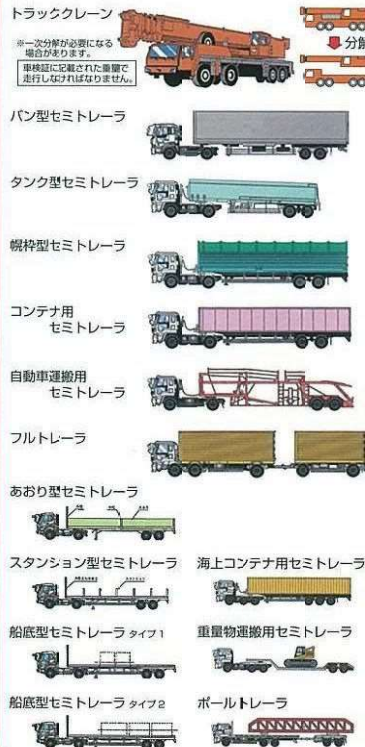 トラッククレーン
※一次分解が必要になる
場合があります。
車検証に記載された重量で
走行しなければなりません。
分解
バン型セミトレーラ
タンク型セミトレーラ
幌枠型セミトレーラ
コンテナ用
セミトレーラ
自動車運搬用
セミトレーラ
フルトレーラ
あおり型セミトレーラ
スタンション型セミトレーラ
海上コンテナ用セミトレーラ
船底型セミトレーラ タイプ1
重量物運搬用セミトレーラ
船底型セミトレーラ タイプ2
ポールトレーラ